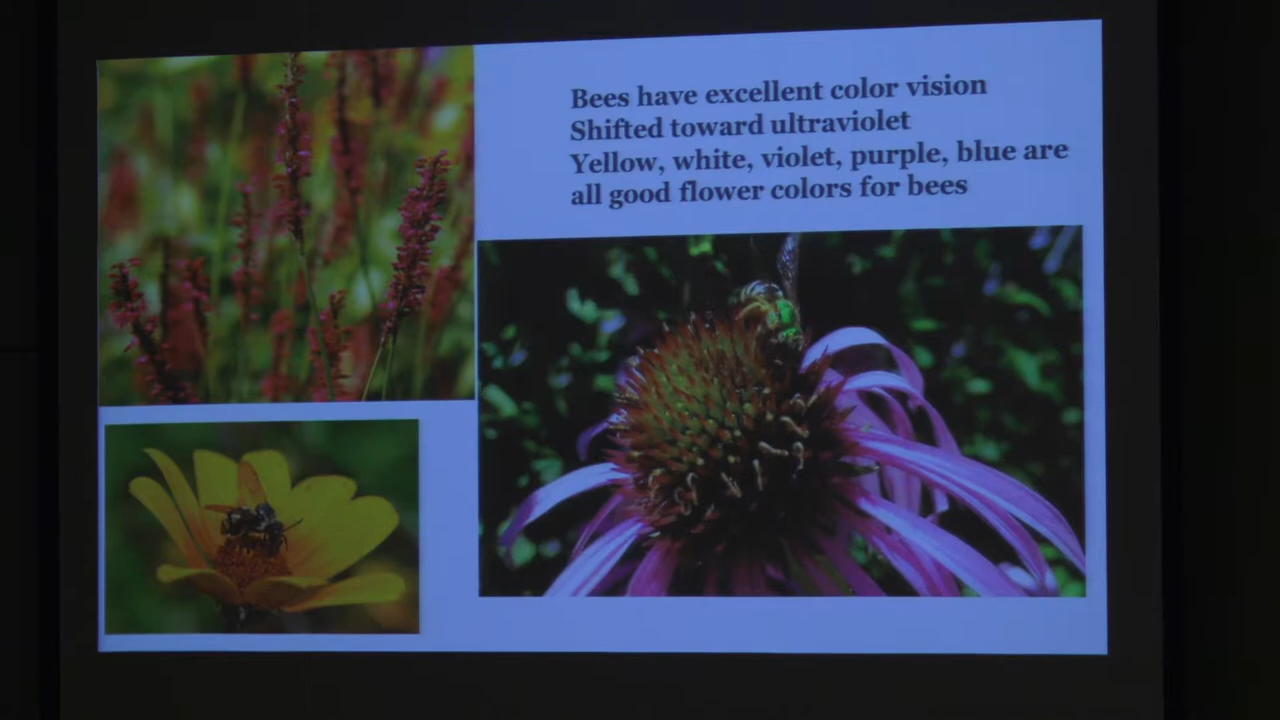 Bees have excellent color vision
Shifted toward ultraviolet
Yellow, white, violet, purple, blue are
all good flower colors for bees